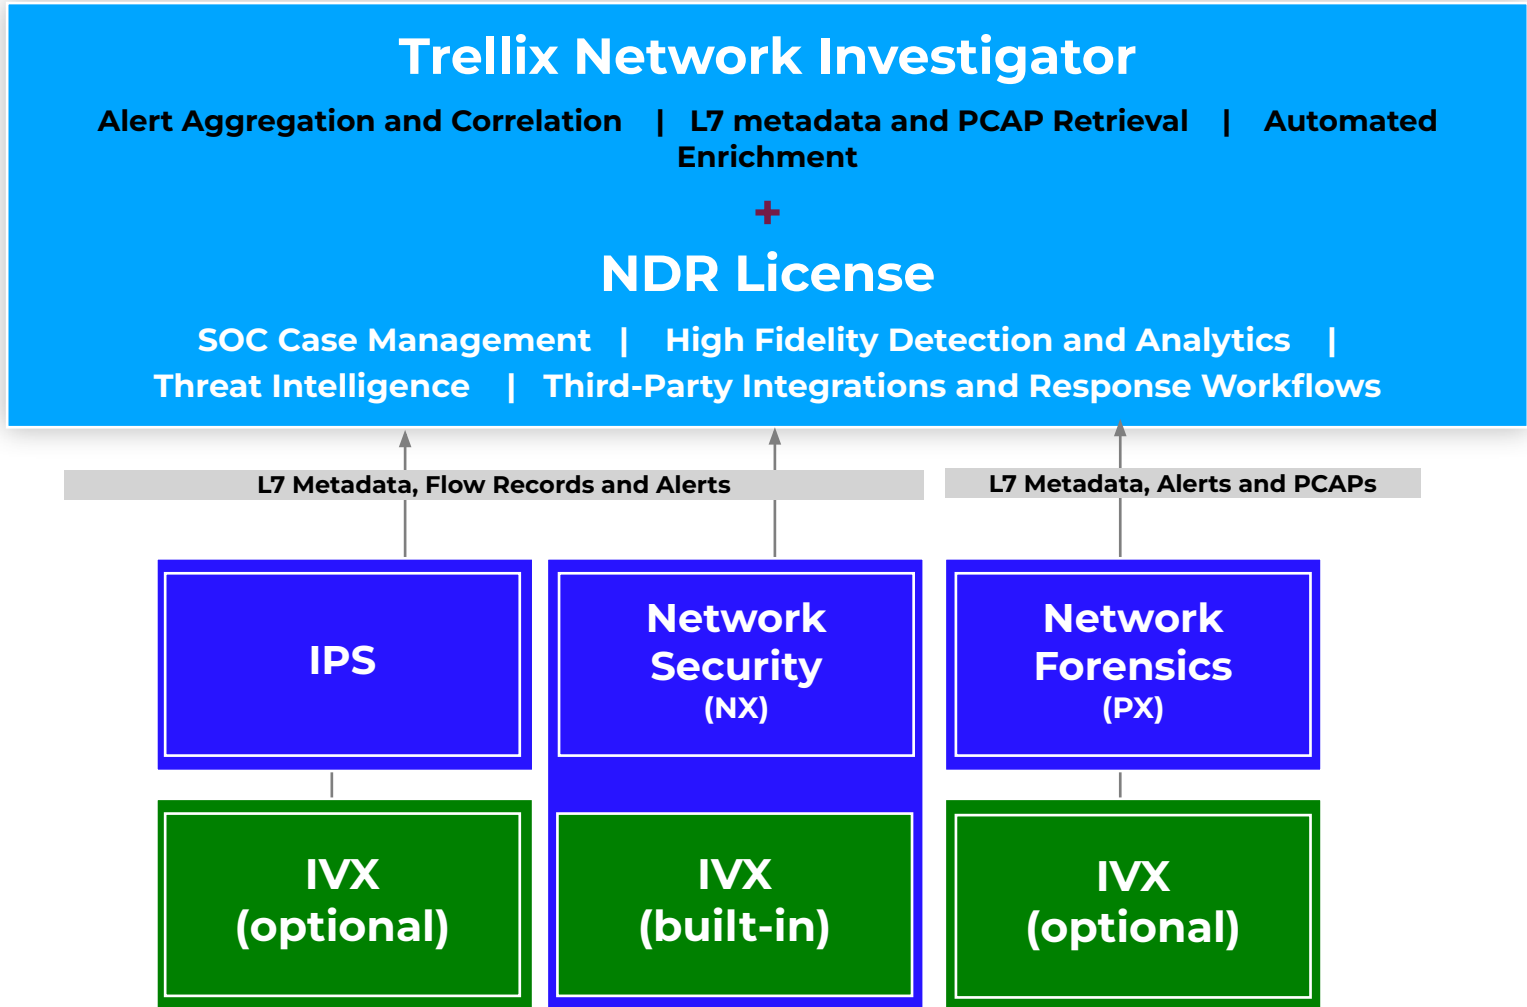 Trellix Network Investigator
Alert Aggregation and Correlation | L7 metadata and PCAP Retrieval | Automated
Enrichment
+
NDR License
SOC Case Management | High Fidelity Detection and Analytics |
Threat Intelligence | Third-Party Integrations and Response Workflows
L7 Metadata, Flow Records and Alerts
L7 Metadata, Alerts and PCAPs
IPS
Network
Security
(NX)
Network
Forensics
(PX)
IVX
(optional)
IVX
(built-in)
IVX
(optional)